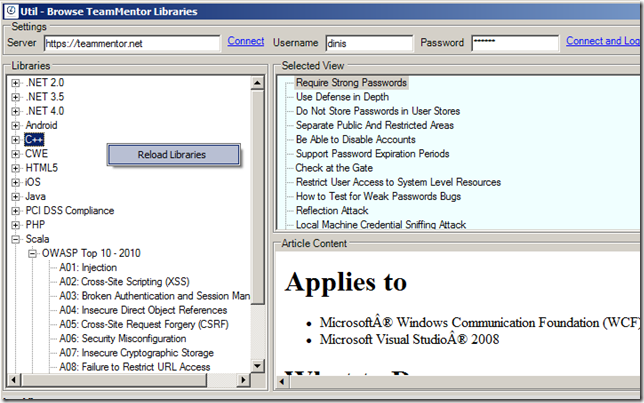 Util - Browse TeamMentor Libraries
Settings
Server https://teammentor.net Connect Username dinis Password ****** Connect and Log
Libraries
.NET 2.0
.NET 3.5
.NET 4.0
Android
C++
CWE
HTML5
iOS
Java
PCI DSS Compliance
PHP
Scala
OWASP Top 10 - 2010
A01: Injection
A02: Cross-Site Scripting (XSS)
A03: Broken Authentication and Session Man
A04: Insecure Direct Object References
A05: Cross-Site Request Forgery (CSRF)
A06: Security Misconfiguration
A07: Insecure Cryptographic Storage
A08: Failure to Restrict URL Access
Reload Libraries
Selected View
Require Strong Passwords
Use Defense in Depth
Do Not Store Passwords in User Stores
Separate Public And Restricted Areas
Be Able to Disable Accounts
Support Password Expiration Periods
Check at the Gate
Restrict User Access to System Level Resources
How to Test for Weak Passwords Bugs
Reflection Attack
Local Machine Credential Sniffing Attack
Article Content
Applies to
MicrosoftÂ® Windows Communication Foundation (WCF)
Microsoft Visual StudioÂ® 2008